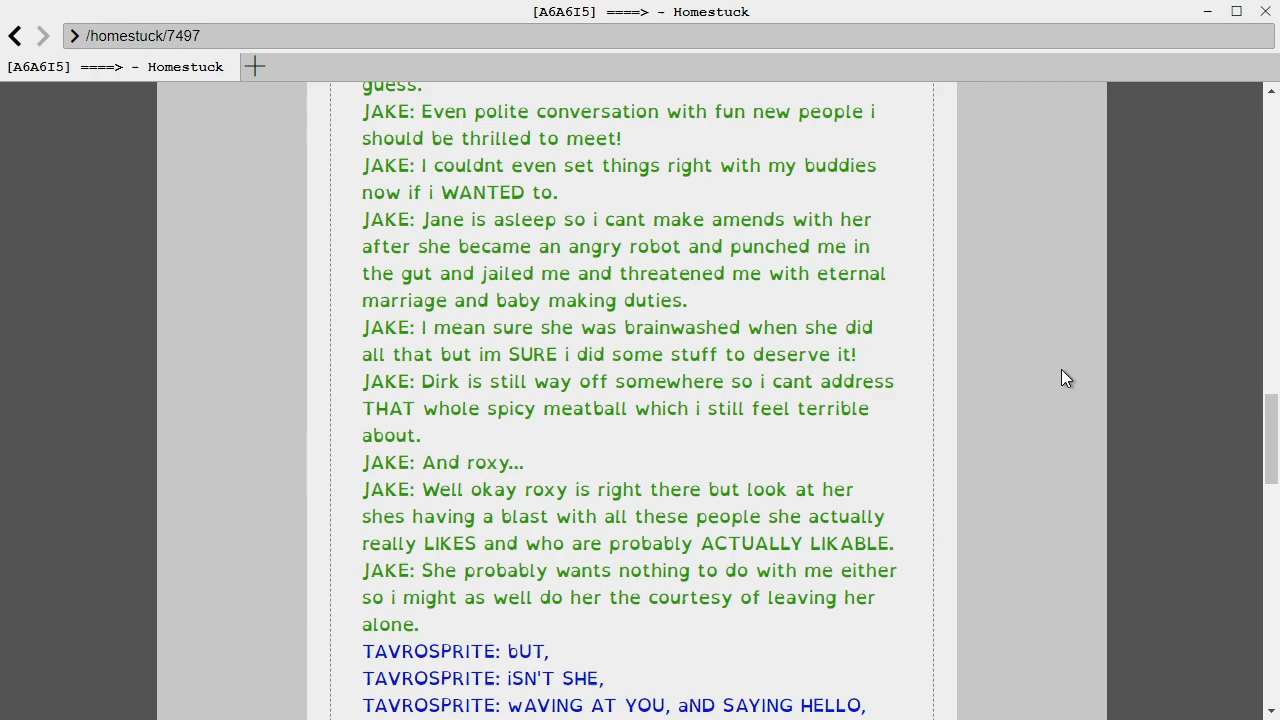 [A6A6I5] ====> - Homestuck
/homestuck/7497
[A6A6I5] ====> - Homestuck
guess.
JAKE: Even polite conversation with fun new people i
should be thrilled to meet!
JAKE: I couldnt even set things right with my buddies
now if i WANTED to.
JAKE: Jane is asleep so i cant make amends with her
after she became an angry robot and punched me in
the gut and jailed me and threatened me with eternal
marriage and baby making duties.
JAKE: I mean sure she was brainwashed when she did
all that but im SURE i did some stuff to deserve it!
JAKE: Dirk is still way off somewhere so i cant address
THAT whole spicy meatball which i still feel terrible
about.
JAKE: And roxy...
JAKE: Well okay roxy is right there but look at her
shes having a blast with all these people she actually
really LIKES and who are probably ACTUALLY LIKABLE.
JAKE: She probably wants nothing to do with me either
so i might as well do her the courtesy of leaving her
alone.
TAVROSPRITE: bUT,
TAVROSPRITE: iSN'T SHE,
TAVROSPRITE: wAVING AT YOU, aND SAYING HELLO,